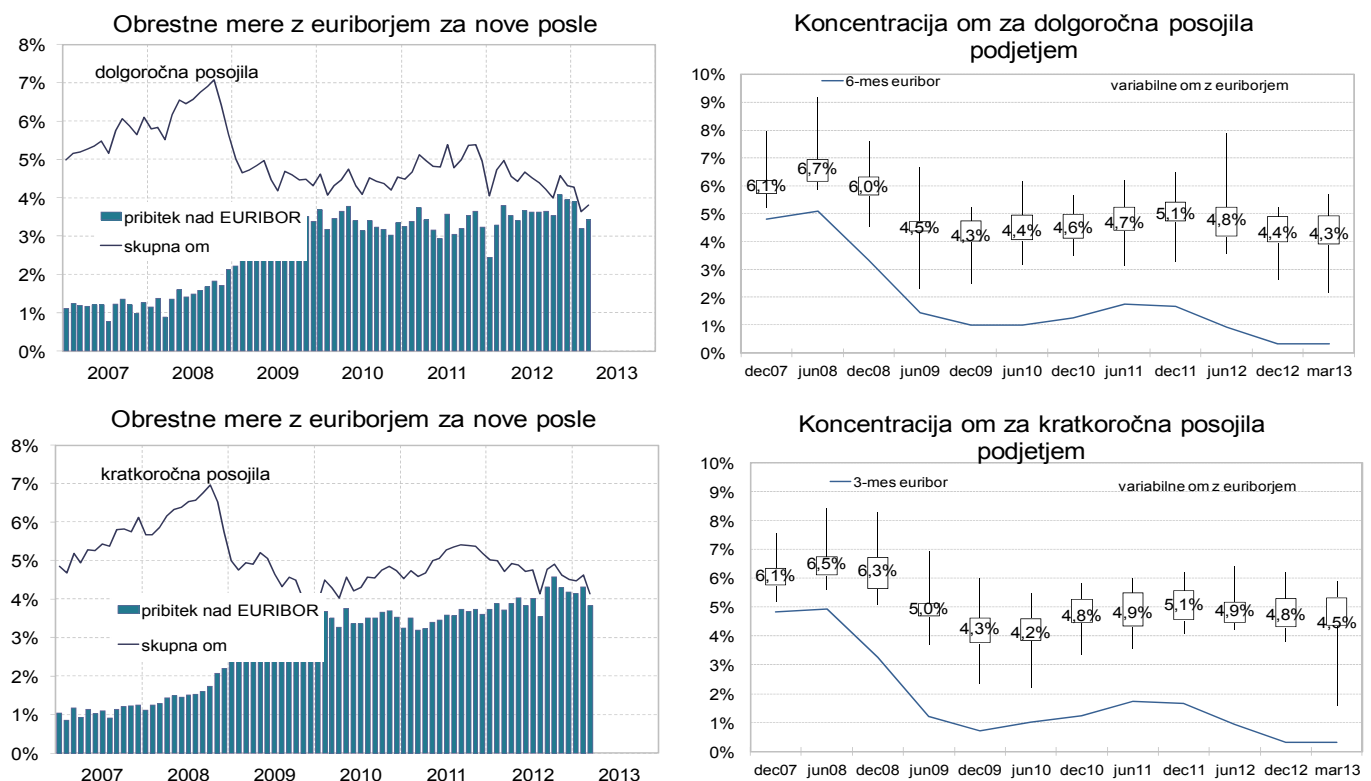 Obrestne mere z euriborjem za nove posle
8%
7%
6%
5%
4%
3%
2%
1%
0%
dolgoročna posojila
pribitek nad EURIBOR
skupna om
2007 2008 2009 2010 2011 2012 2013
Koncentracija om za dolgoročna posojila
podjetjem
10%
9%
8%
7%
6%
5%
4%
3%
2%
1%
0%
6-mes euribor
variabilne om z euriborjem
6,1% 6,7% 6,0% 4,5% 4,3% 4,4% 4,6% 4,7% 5,1% 4,8% 4,4% 4,3%
dec07 jun08 dec08 jun09 dec09 jun10 dec10 jun11 dec11 jun12 dec12 mar13
Obrestne mere z euriborjem za nove posle
8%
7%
6%
5%
4%
3%
2%
1%
0%
kratkoročna posojila
pribitek nad EURIBOR
skupna om
2007 2008 2009 2010 2011 2012 2013
Koncentracija om za kratkoročna posojila
podjetjem
10%
9%
8%
7%
6%
5%
4%
3%
2%
1%
0%
3-mes euribor
variabilne om z euriborjem
6,1% 6,5% 6,3% 5,0% 4,3% 4,2% 4,8% 4,9% 5,1% 4,9% 4,8% 4,5%
dec07 jun08 dec08 jun09 dec09 jun10 dec10 jun11 dec11 jun12 dec12 mar13